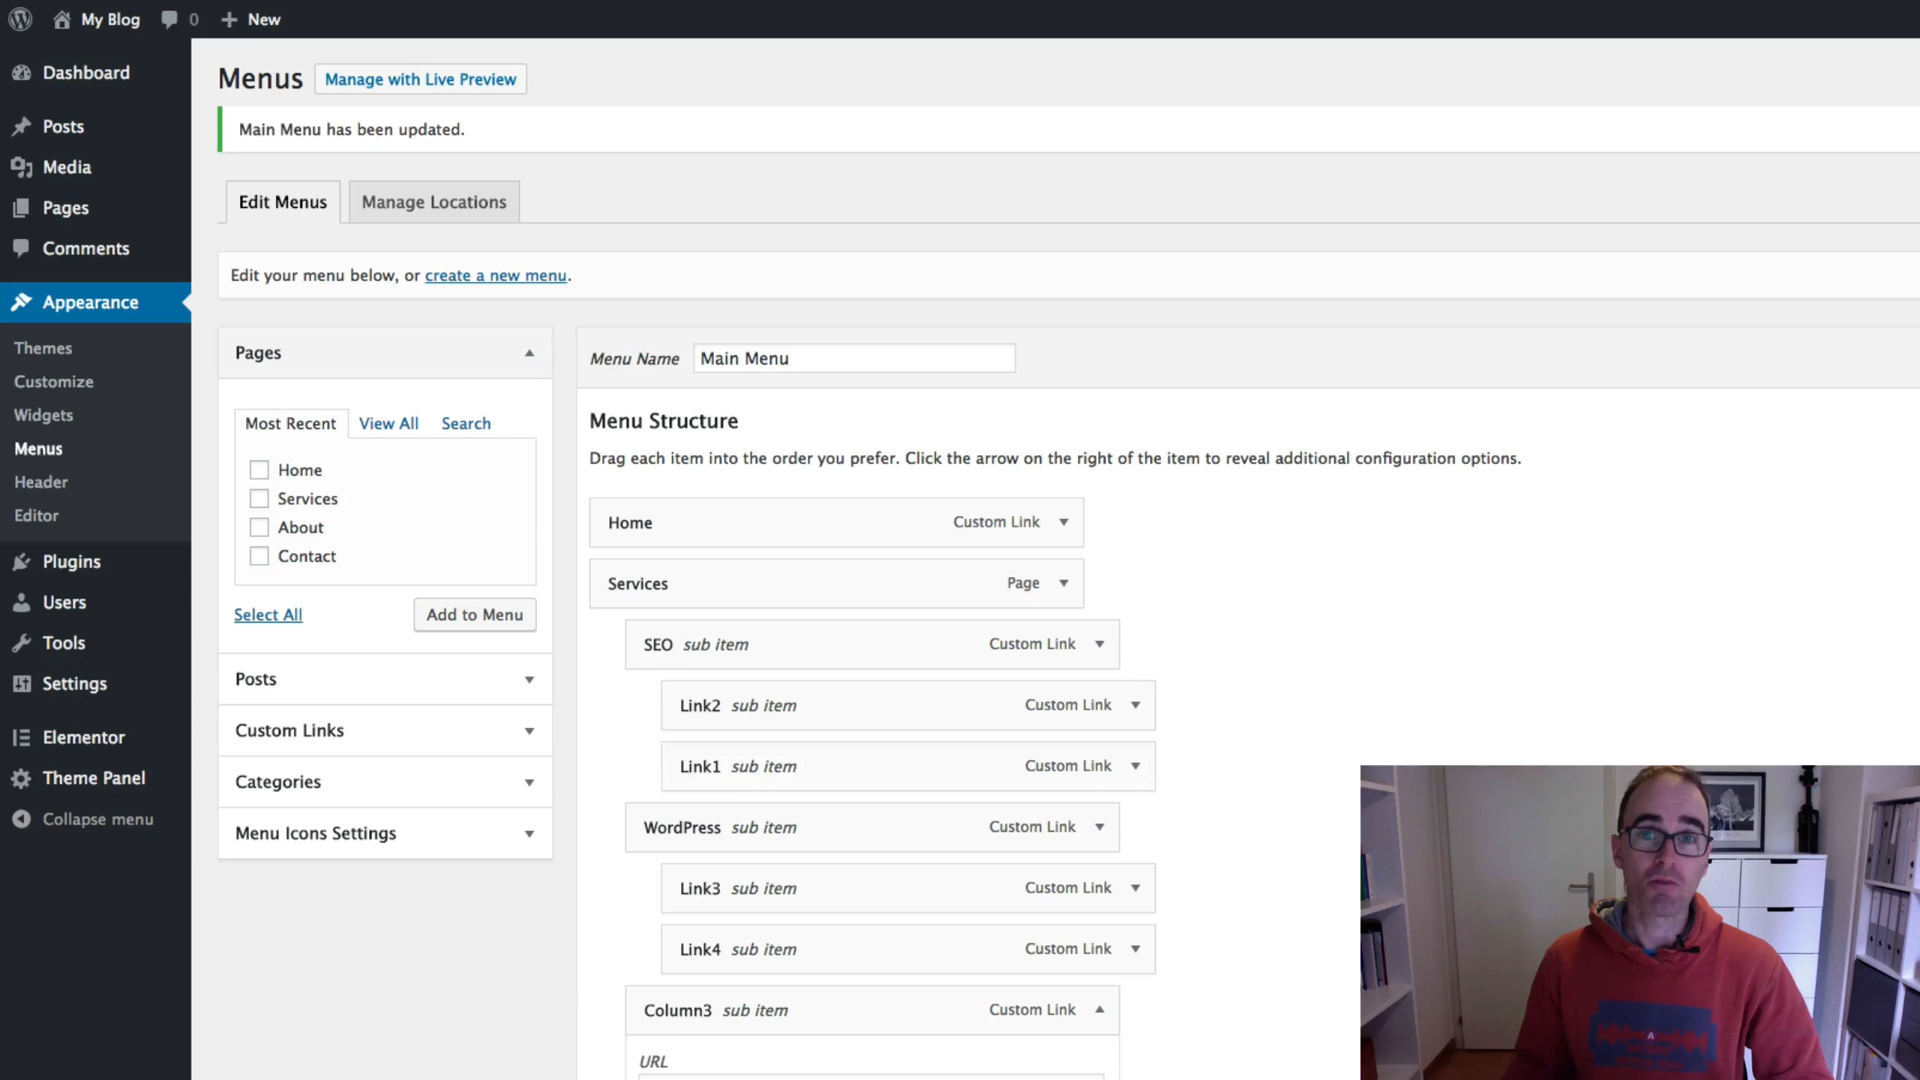 My Blog 0 New
Dashboard
Posts
Media
Pages
Comments
Appearance
Themes
Customize
Widgets
Menus
Header
Editor
Plugins
Users
Tools
Settings
Elementor
Theme Panel
Collapse menu
Menus Manage with Live Preview
Main Menu has been updated.
Edit Menus Manage Locations
Edit your menu below, or create a new menu.
Pages
Most Recent View All Search
Home
Services
About
Contact
Select All Add to Menu
Posts
Custom Links
Categories
Menu Icons Settings
Menu Name Main Menu
Menu Structure
Drag each item into the order you prefer. Click the arrow on the right of the item to reveal additional configuration options.
Home Custom Link
Services Page
SEO sub item Custom Link
Link2 sub item Custom Link
Link1 sub item Custom Link
WordPress sub item Custom Link
Link3 sub item Custom Link
Link4 sub item Custom Link
Column3 sub item Custom Link
URL